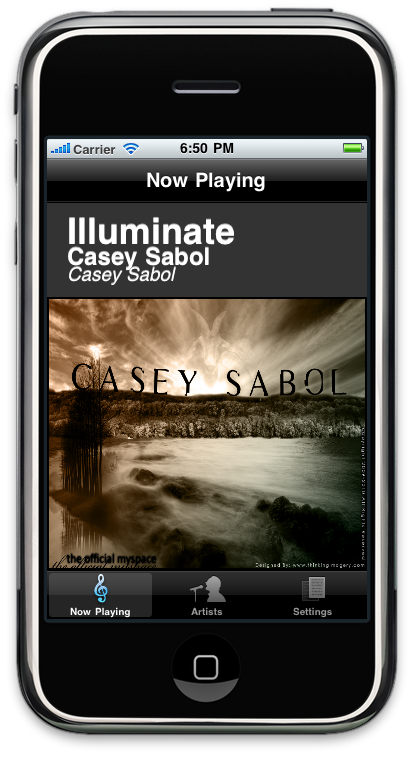 Carrier 6:50 PM
Now Playing
Illuminate
Casey Sabol
Casey Sabol
CASEY SABOL
the official myspace
Designed By: www.thinkingimagery.com
Now Playing Artists Settings